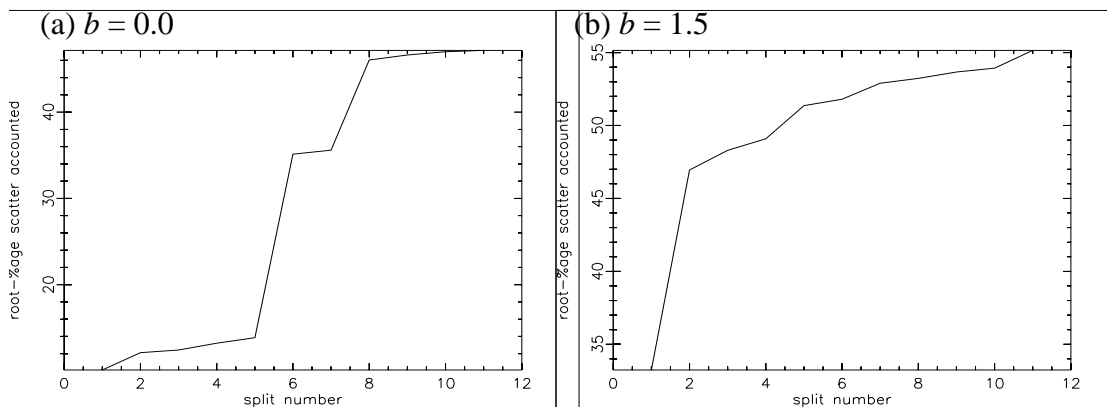 (a) b = 0.0
root-%age scatter accounted
40
30
20
0 2 4 6 8 10 12
split number
(b) b = 1.5
root-%age scatter accounted
55
50
45
40
35
0 2 4 6 8 10 12
split number